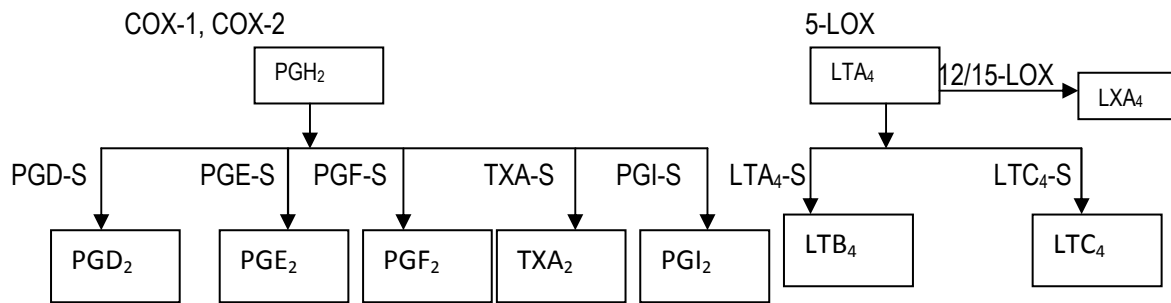 COX-1, COX-2 5-LOX
PGH₂ LTA₄ 12/15-LOX LXA₄
PGD-S PGE-S PGF-S TXA-S PGI-S LTA₄-S LTC₄-S
PGD₂ PGE₂ PGF₂ TXA₂ PGI₂ LTB₄ LTC₄